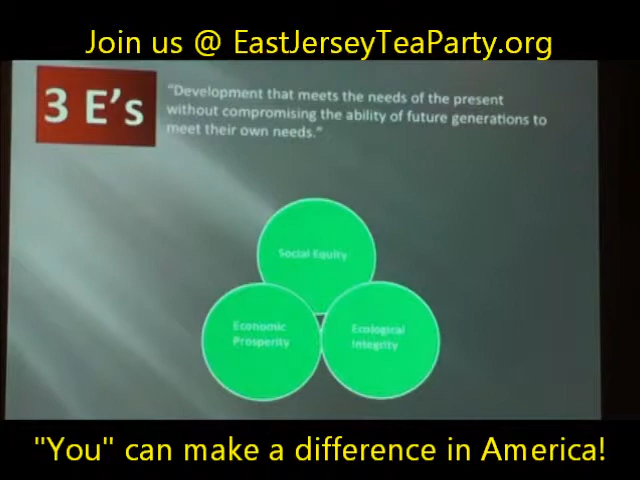 Join us @ EastJerseyTeaParty.org
3 E's
"Development that meets the needs of the present
without compromising the ability of future generations to
meet their own needs."
Social Equity
Economic
Prosperity
Ecological
Integrity
"You" can make a difference in America!